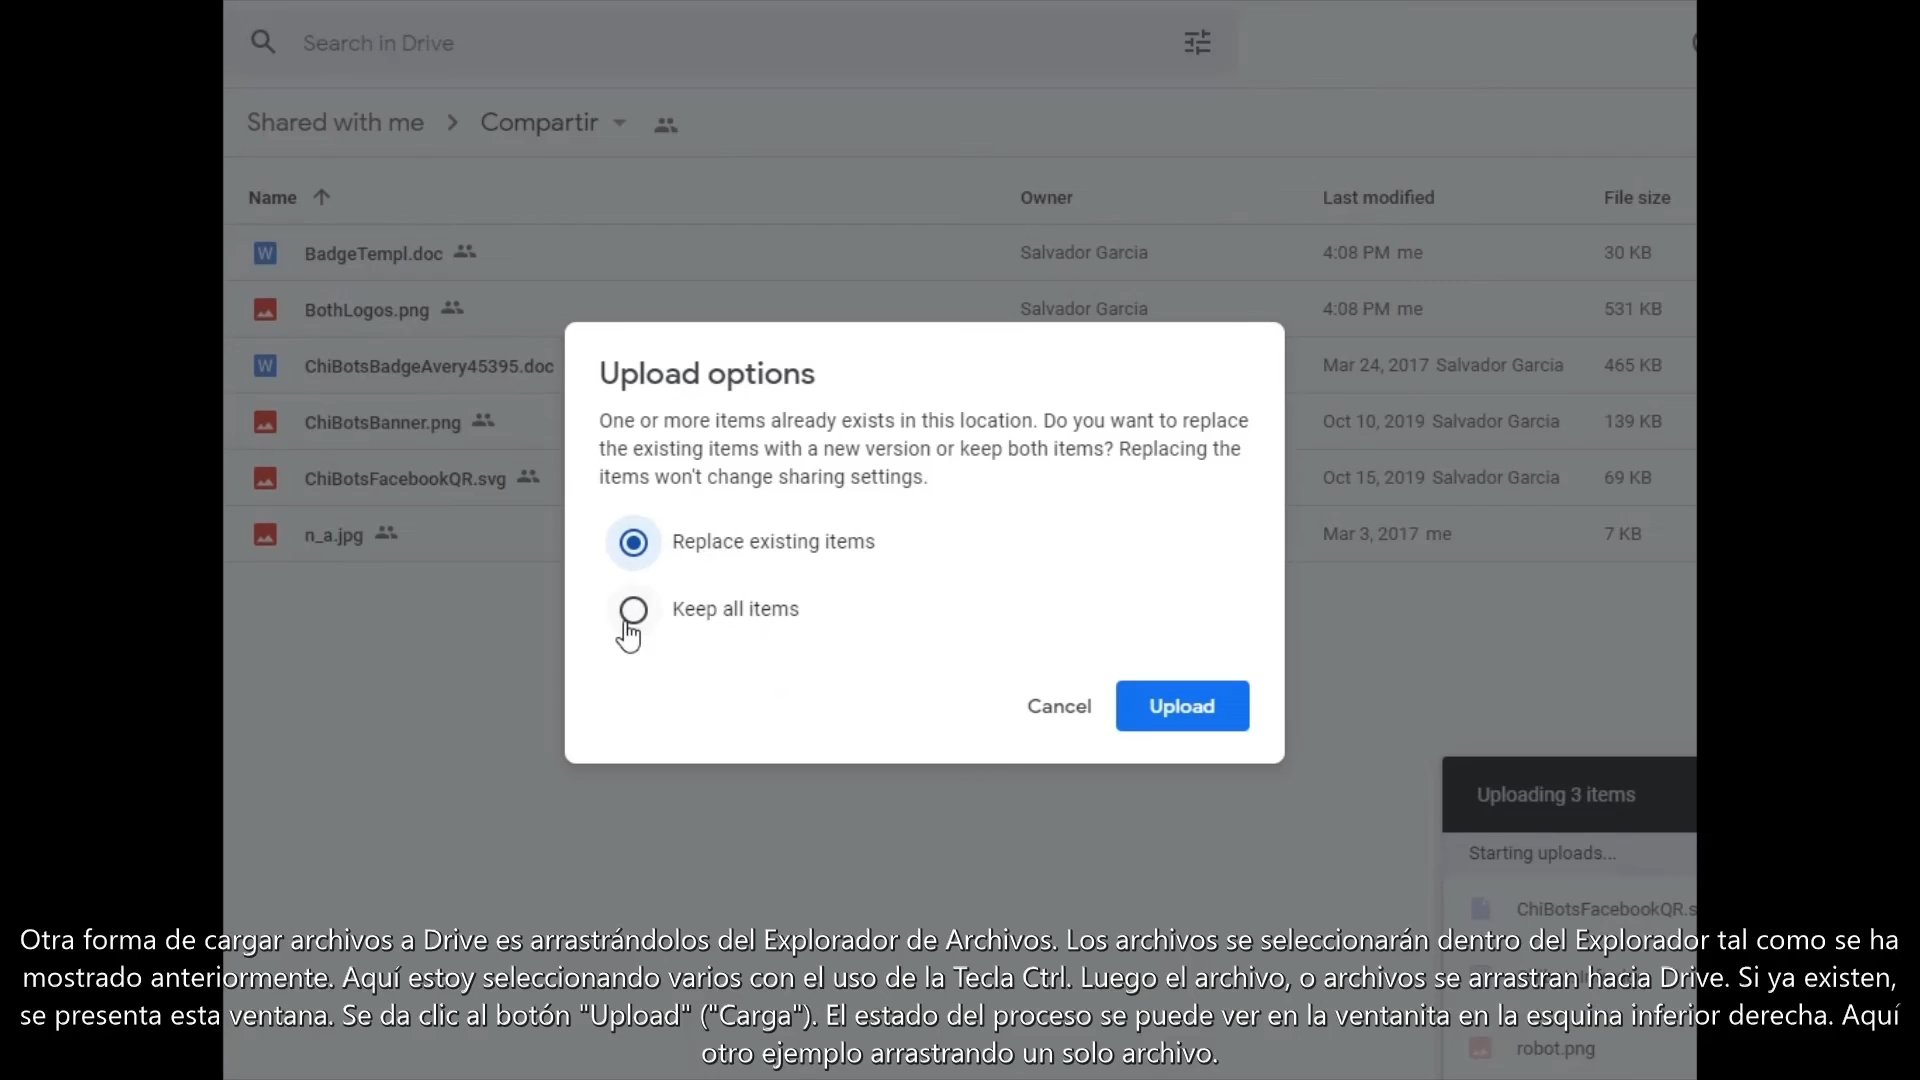 Search in Drive
Shared with me > Compartir
Name Owner Last modified File size
BadgeTempl.doc Salvador Garcia 4:08 PM me 30 KB
BothLogos.png Salvador Garcia 4:08 PM me 531 KB
ChiBotsBadgeAvery45395.doc Mar 24, 2017 Salvador Garcia 465 KB
ChiBotsBanner.png Oct 10, 2019 Salvador Garcia 139 KB
ChiBotsFacebookQR.svg Oct 15, 2019 Salvador Garcia 69 KB
n_a.jpg Mar 3, 2017 me 7 KB
Upload options
One or more items already exists in this location. Do you want to replace
the existing items with a new version or keep both items? Replacing the
items won't change sharing settings.
Replace existing items
Keep all items
Cancel Upload
Uploading 3 items
Starting uploads...
ChiBotsFacebookQR.s
Otra forma de cargar archivos a Drive es arrastrándolos del Explorador de Archivos. Los archivos se seleccionarán dentro del Explorador tal como se ha
mostrado anteriormente. Aquí estoy seleccionando varios con el uso de la Tecla Ctrl. Luego el archivo, o archivos se arrastran hacia Drive. Si ya existen,
se presenta esta ventana. Se da clic al botón "Upload" ("Carga"). El estado del proceso se puede ver en la ventanita en la esquina inferior derecha. Aquí
otro ejemplo arrastrando un solo archivo.
robot.png